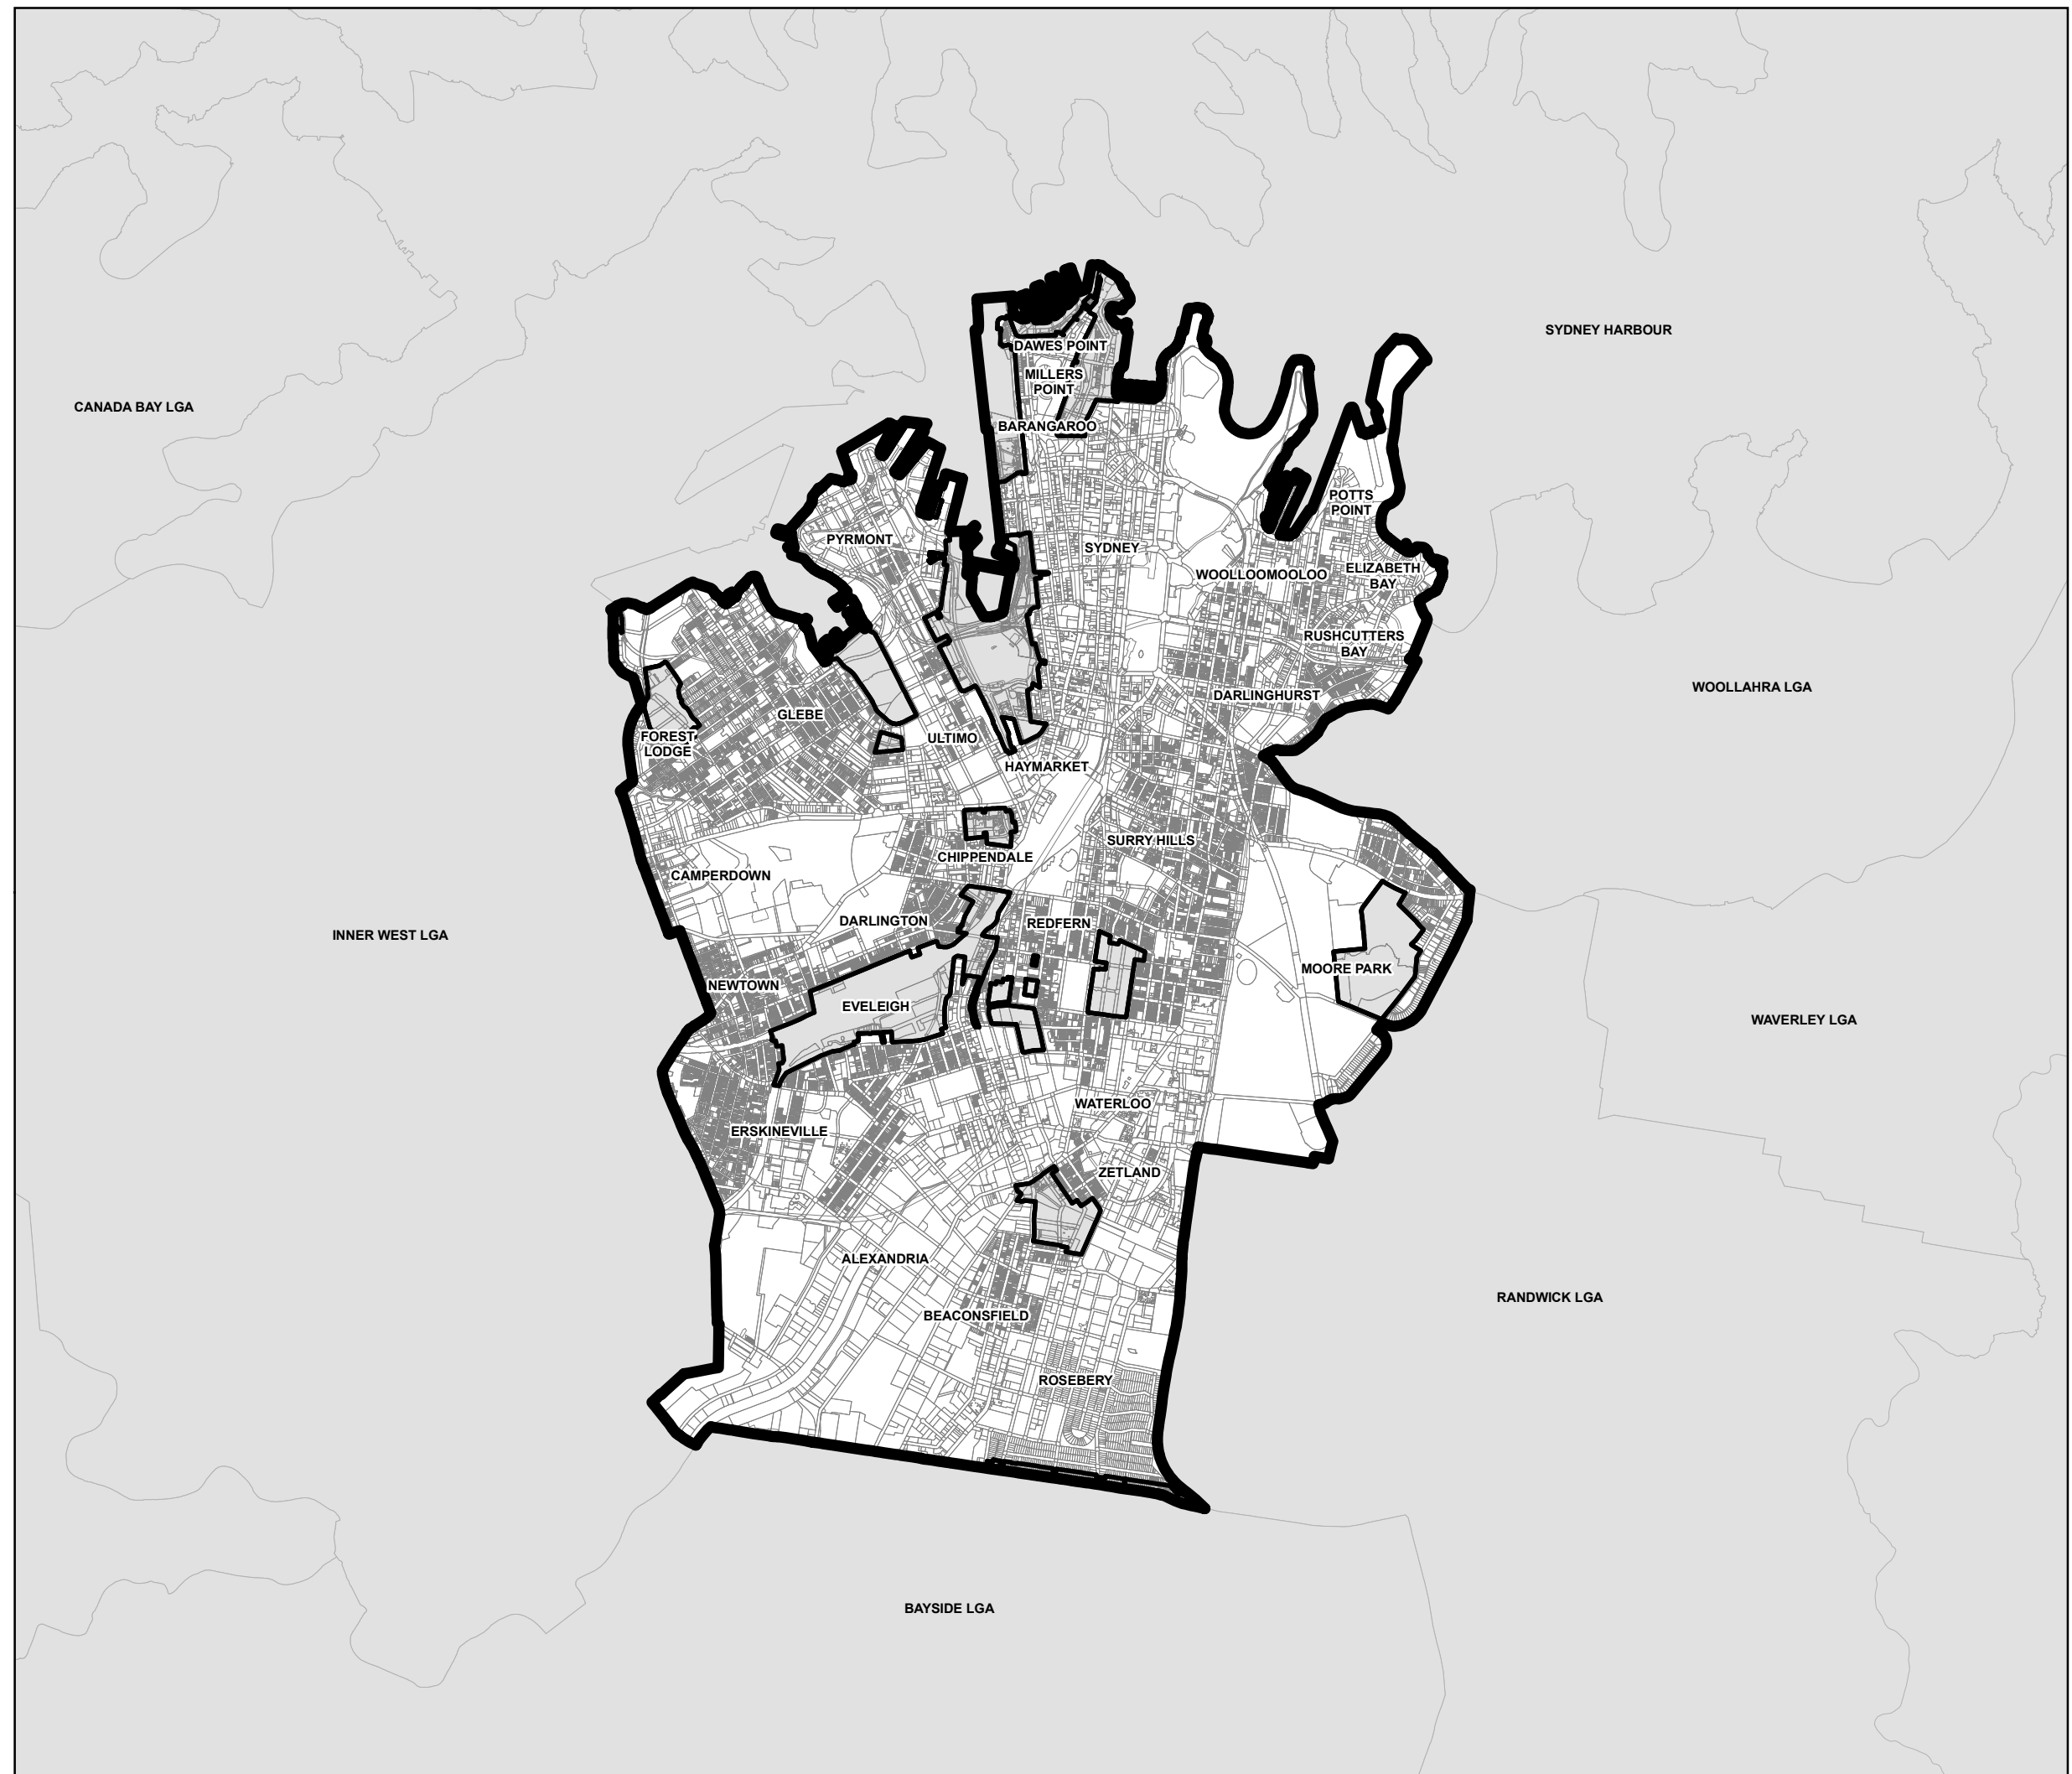 SYDNEY HARBOUR
DAWES POINT
MILLERS
POINT
CANADA BAY LGA
BARANGAROO
POTTS
POINT
PYRMONT
SYDNEY
WOOLLOOMOOLOO
ELIZABETH
BAY
RUSHCUTTERS
BAY
WOOLLAHRA LGA
DARLINGHURST
GLEBE
FOREST
LODGE
ULTIMO
HAYMARKET
SURRY HILLS
CHIPPENDALE
CAMPERDOWN
DARLINGTON
REDFERN
INNER WEST LGA
MOORE PARK
NEWTOWN
EVELEIGH
WAVERLEY LGA
WATERLOO
ERSKINEVILLE
ZETLAND
ALEXANDRIA
RANDWICK LGA
BEACONSFIELD
ROSEBERY
BAYSIDE LGA